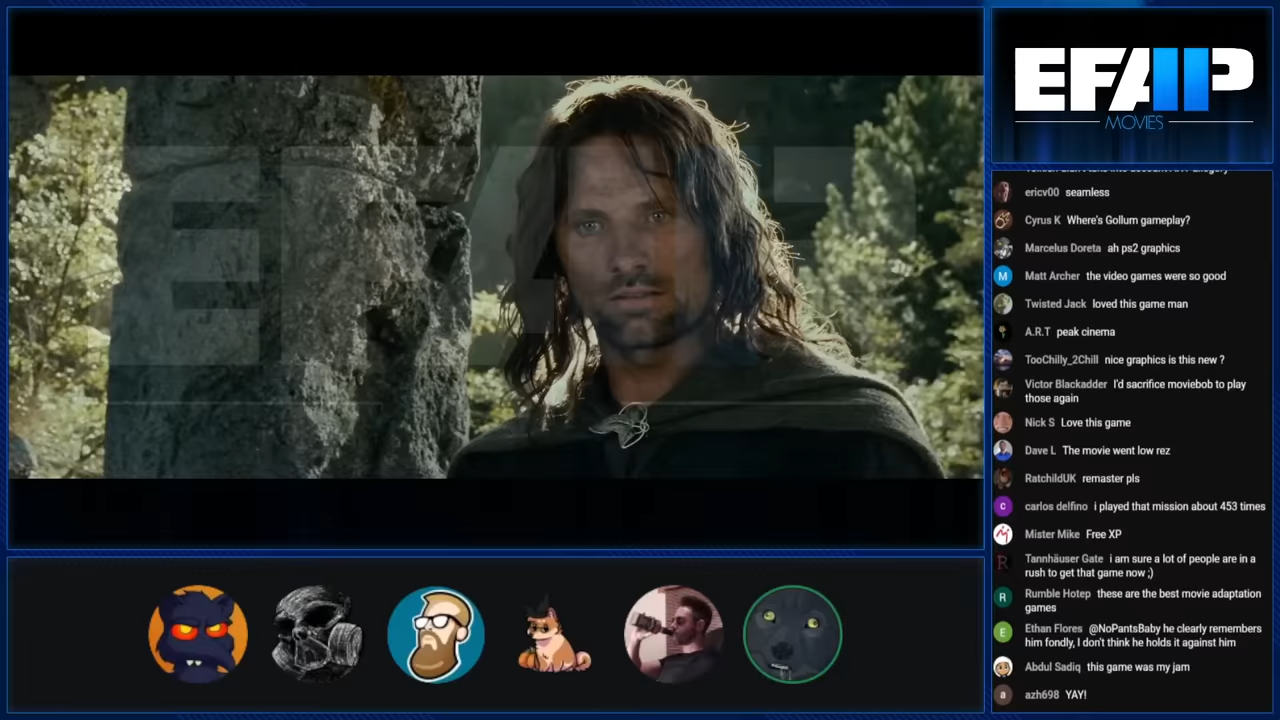 EFAP
MOVIES
ericv00 seamless
Cyrus K Where's Gollum gameplay?
Marcelus Doreta ah ps2 graphics
M
Matt Archer the video games were so good
Twisted Jack loved this game man
A.R.T peak cinema
TooChilly_2Chill nice graphics is this new ?
Victor Blackadder I'd sacrifice moviebob to play
those again
Nick S Love this game
Dave L The movie went low rez
RatchildUK remaster pls
c
carlos delfino i played that mission about 453 times
Mister Mike Free XP
R
Tannhäuser Gate i am sure a lot of people are in a
rush to get that game now ;)
R
Rumble Hotep these are the best movie adaptation
games
E
Ethan Flores @NoPantsBaby he clearly remembers
him fondly, I don't think he holds it against him
Abdul Sadiq this game was my jam
a
azh698 YAY!